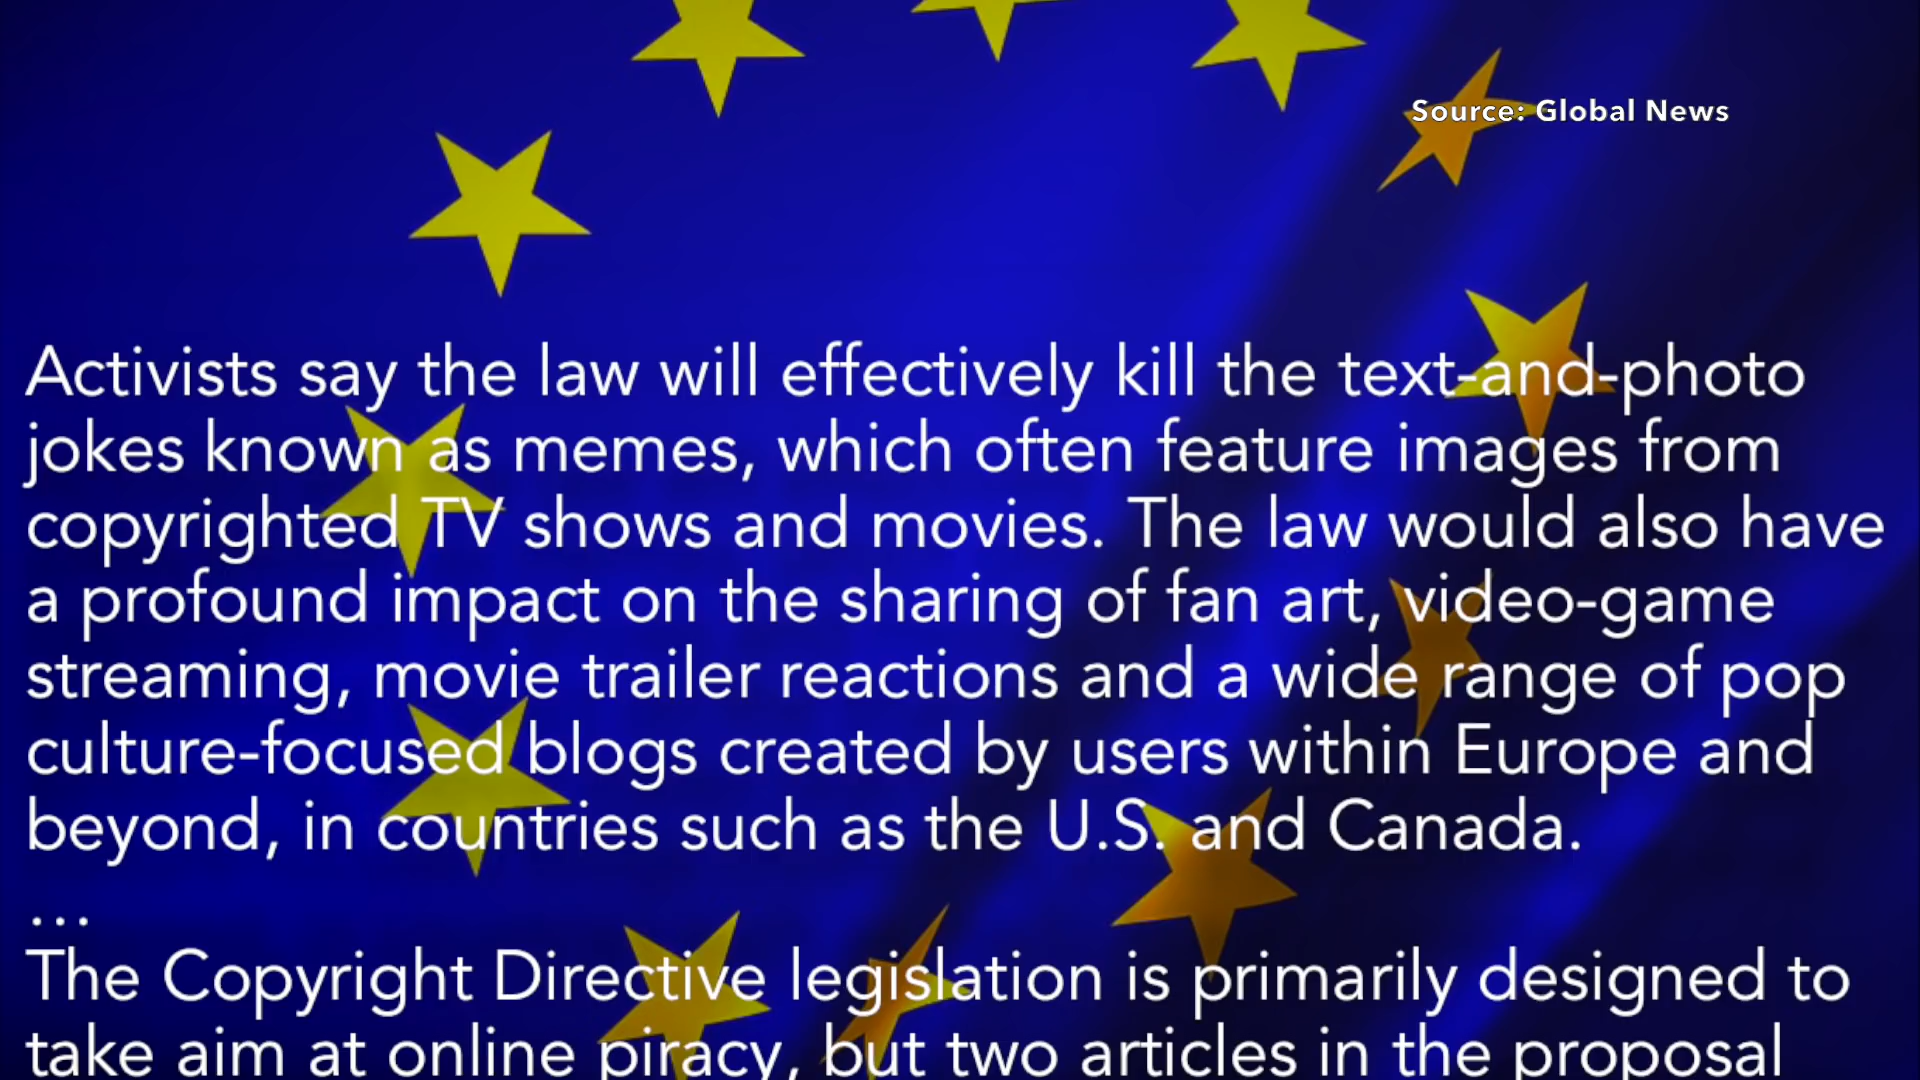 Source: Global News
Activists say the law will effectively kill the text-and-photo
jokes known as memes, which often feature images from
copyrighted TV shows and movies. The law would also have
a profound impact on the sharing of fan art, video-game
streaming, movie trailer reactions and a wide range of pop
culture-focused blogs created by users within Europe and
beyond, in countries such as the U.S. and Canada.
...
The Copyright Directive legislation is primarily designed to
take aim at online piracy, but two articles in the proposal